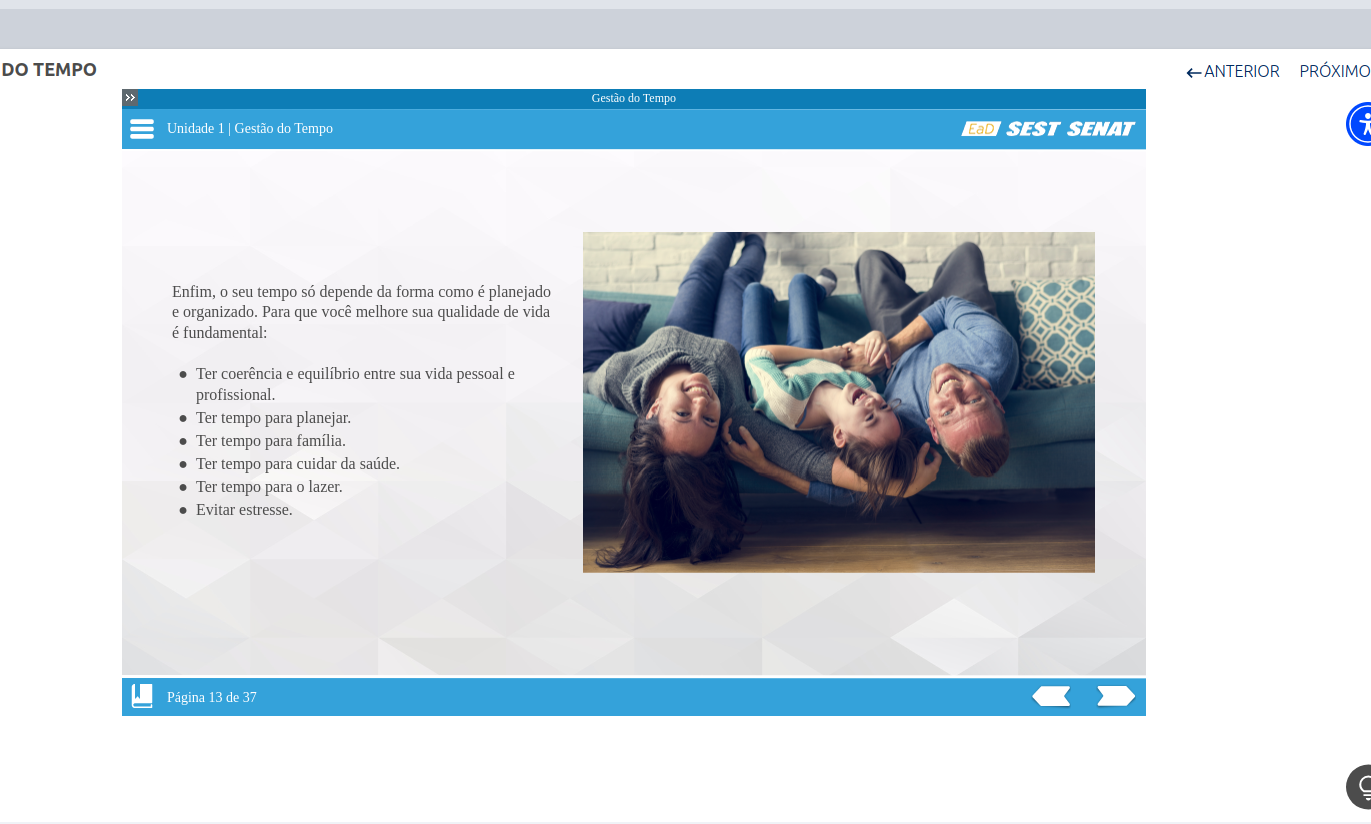 DO TEMPO
ANTERIOR
PRÓXIMO
Gestão do Tempo
Unidade 1 | Gestão do Tempo
EaD SEST SENAT
Enfim, o seu tempo só depende da forma como é planejado
e organizado. Para que você melhore sua qualidade de vida
é fundamental:
● Ter coerência e equilíbrio entre sua vida pessoal e
profissional.
● Ter tempo para planejar.
● Ter tempo para família.
● Ter tempo para cuidar da saúde.
● Ter tempo para o lazer.
● Evitar estresse.
Página 13 de 37